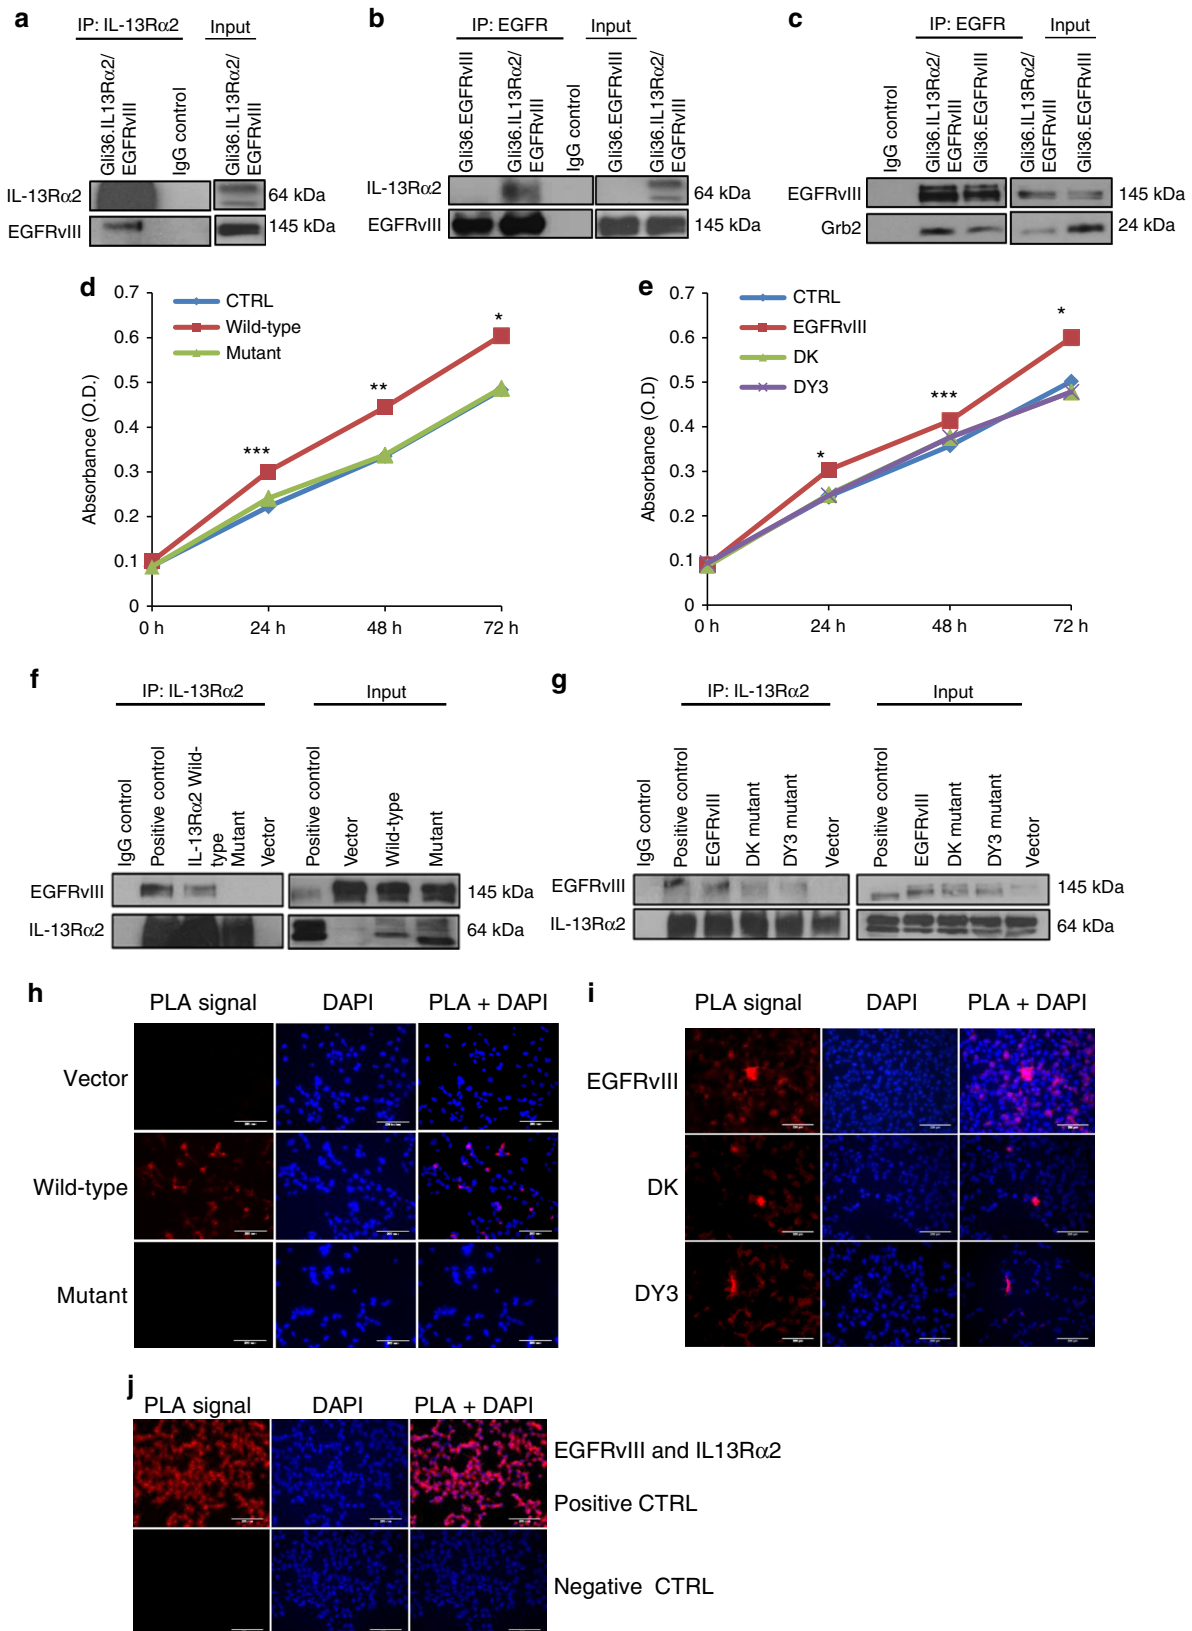 a
IP: IL-13Rα2
Input
Gli36.IL13Rα2/
EGFRvIII
IgG control
Gli36.IL13Rα2/
EGFRvIII
IL-13Rα2
64 kDa
EGFRvIII
145 kDa
b
IP: EGFR
Input
Gli36.EGFRvIII
Gli36.IL13Rα2/
EGFRvIII
IgG control
Gli36.EGFRvIII
Gli36.IL13Rα2/
EGFRvIII
IL-13Rα2
64 kDa
EGFRvIII
145 kDa
c
IP: EGFR
Input
IgG control
Gli36.IL13Rα2/
EGFRvIII
Gli36.EGFRvIII
Gli36.IL13Rα2/
EGFRvIII
Gli36.EGFRvIII
EGFRvIII
145 kDa
Grb2
24 kDa
d
Absorbance (O.D.)
0.7
0.6
0.5
0.4
0.3
0.2
0.1
0
CTRL
Wild-type
Mutant
***
**
*
0 h
24 h
48 h
72 h
e
Absorbance (O.D)
0.7
0.6
0.5
0.4
0.3
0.2
0.1
0
CTRL
EGFRvIII
DK
DY3
*
***
*
0 h
24 h
48 h
72 h
f
IP: IL-13Rα2
Input
IgG control
Positive control
IL-13Rα2 Wild-
type
Mutant
Vector
Positive control
Vector
Wild-type
Mutant
EGFRvIII
145 kDa
IL-13Rα2
64 kDa
g
IP: IL-13Rα2
Input
IgG control
Positive control
EGFRvIII
DK mutant
DY3 mutant
Vector
Positive control
EGFRvIII
DK mutant
DY3 mutant
Vector
EGFRvIII
145 kDa
IL-13Rα2
64 kDa
h
PLA signal
DAPI
PLA + DAPI
Vector
Wild-type
Mutant
i
PLA signal
DAPI
PLA + DAPI
EGFRvIII
DK
DY3
j
PLA signal
DAPI
PLA + DAPI
EGFRvIII and IL13Rα2
Positive CTRL
Negative CTRL